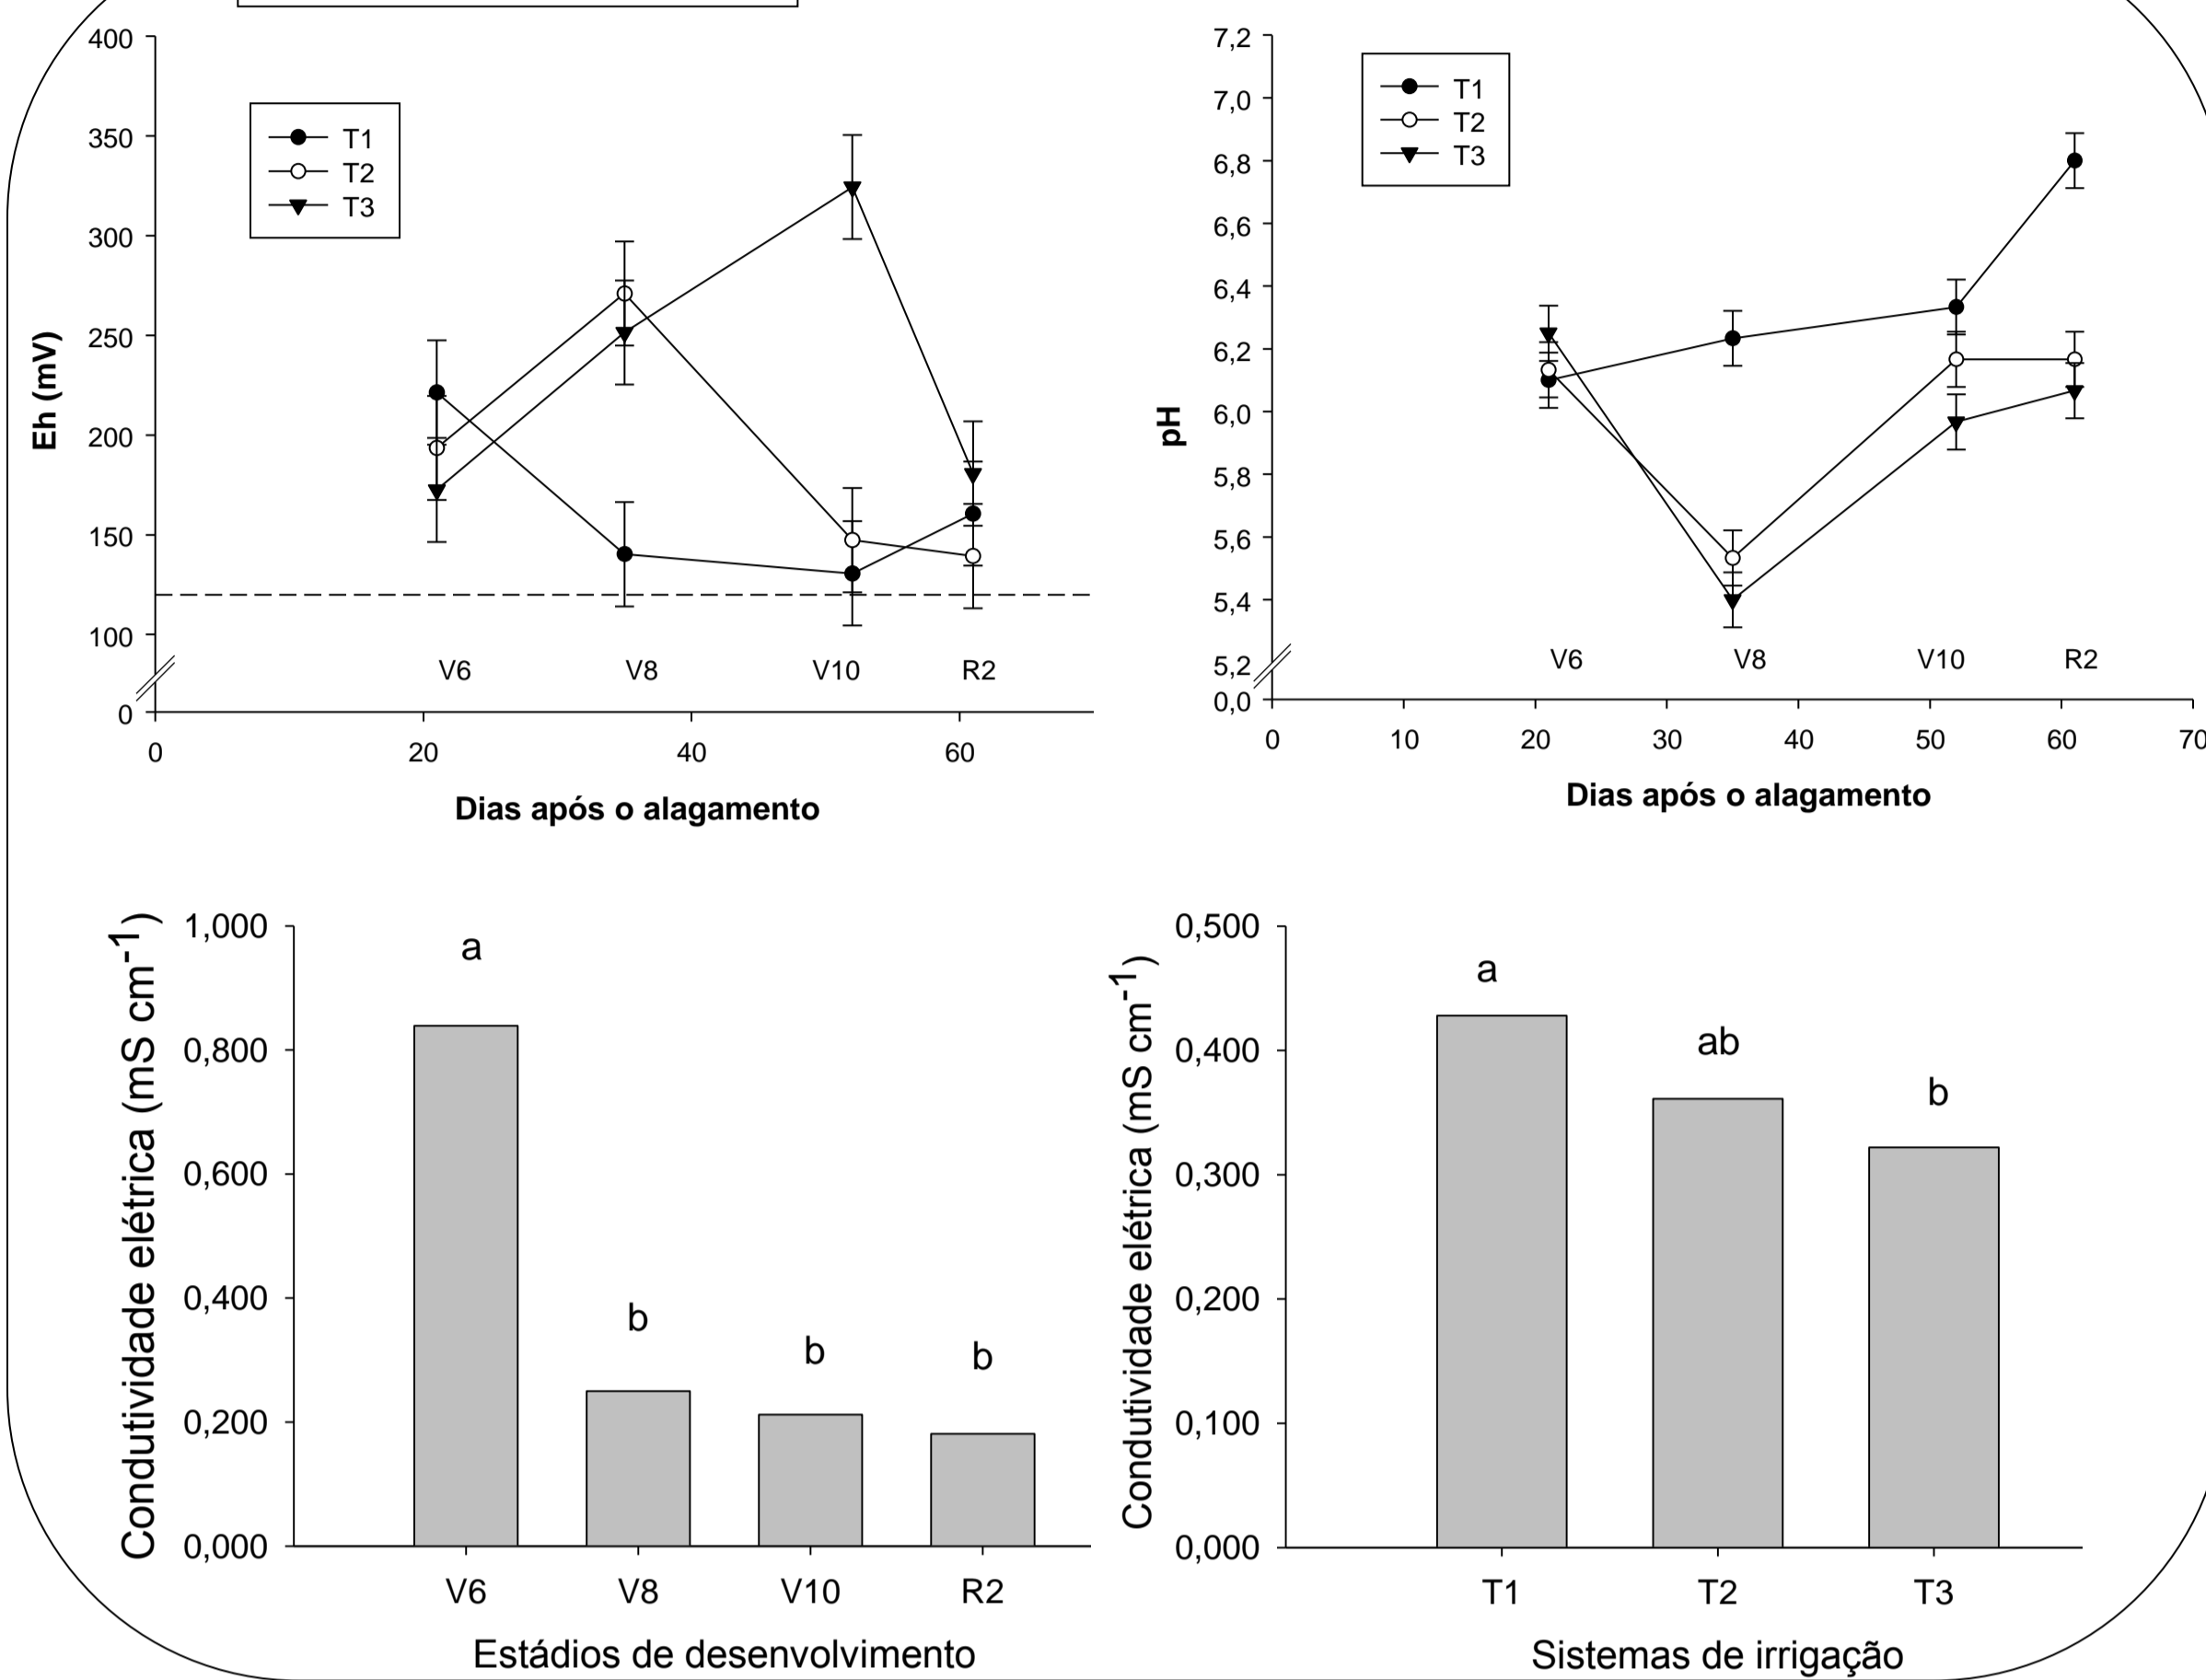 400
350
300
250
200
150
100
0
Eh (mV)
T1
T2
T3
V6 V8 V10 R2
0 20 40 60
Dias após o alagamento
7,2
7,0
6,8
6,6
6,4
6,2
6,0
5,8
5,6
5,4
5,2
0,0
pH
T1
T2
T3
V6 V8 V10 R2
0 10 20 30 40 50 60 70
Dias após o alagamento
1,000
0,800
0,600
0,400
0,200
0,000
Condutividade elétrica (mS cm-1)
a b b b
V6 V8 V10 R2
Estádios de desenvolvimento
0,500
0,400
0,300
0,200
0,100
0,000
Condutividade elétrica (mS cm-1)
a ab b
T1 T2 T3
Sistemas de irrigação